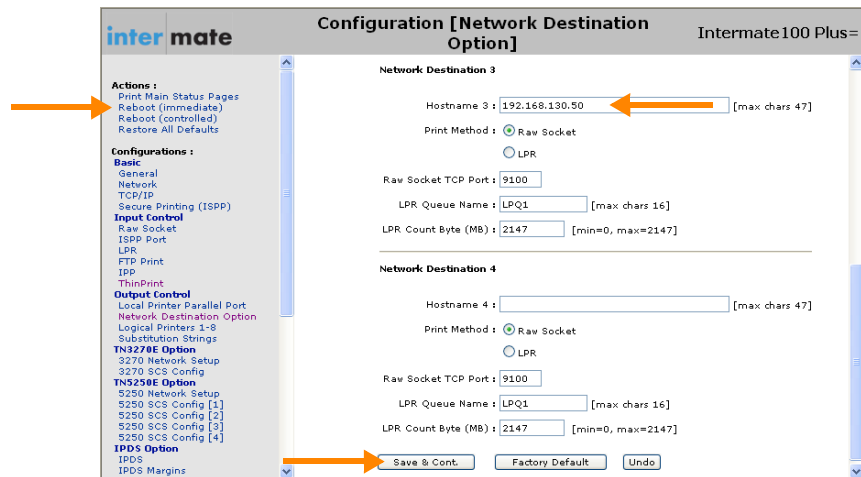 inter mate
Configuration [Network Destination
Option]
Intermate100 Plus=
Actions :
Print Main Status Pages
Reboot (immediate)
Reboot (controlled)
Restore All Defaults
Configurations :
Basic
General
Network
TCP/IP
Secure Printing (ISPP)
Input Control
Raw Socket
ISPP Port
LPR
FTP Print
IPP
ThinPrint
Output Control
Local Printer Parallel Port
Network Destination Option
Logical Printers 1-8
Substitution Strings
TN3270E Option
3270 Network Setup
3270 SCS Config
TN5250E Option
5250 Network Setup
5250 SCS Config [1]
5250 SCS Config [2]
5250 SCS Config [3]
5250 SCS Config [4]
IPDS Option
IPDS
IPDS Margins
Network Destination 3
Hostname 3 : 192.168.130.50 [max chars 47]
Print Method : Raw Socket
LPR
Raw Socket TCP Port : 9100
LPR Queue Name : LPQ1 [max chars 16]
LPR Count Byte (MB) : 2147 [min=0, max=2147]
Network Destination 4
Hostname 4 : [max chars 47]
Print Method : Raw Socket
LPR
Raw Socket TCP Port : 9100
LPR Queue Name : LPQ1 [max chars 16]
LPR Count Byte (MB) : 2147 [min=0, max=2147]
Save & Cont. Factory Default Undo